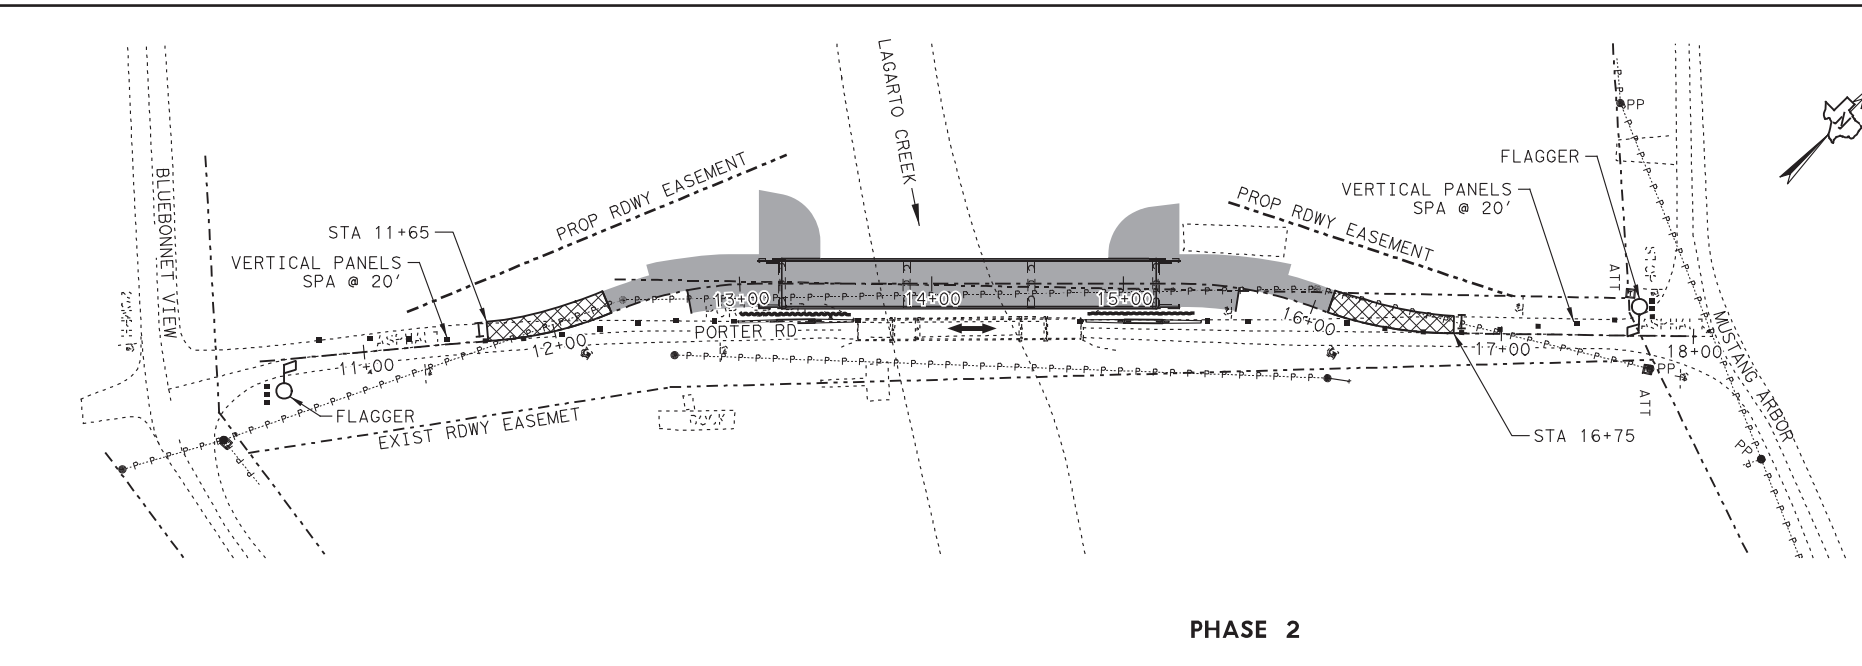 LAGARTO CREEK
PP
FLAGGER
BLUEBONNET VIEW
PROP RDWY EASEMENT
VERTICAL PANELS
SPA @ 20'
PROP RDWY EASEMENT
STA 11+65
VERTICAL PANELS
SPA @ 20'
ATT
13+00
14+00
15+00
16+00
PORTER RD
12+00
11+00
17+00
18+00
MUSTANG ARBOR
PP
ATT
FLAGGER
EXIST RDWY EASEMET
STA 16+75
PP
PHASE 2